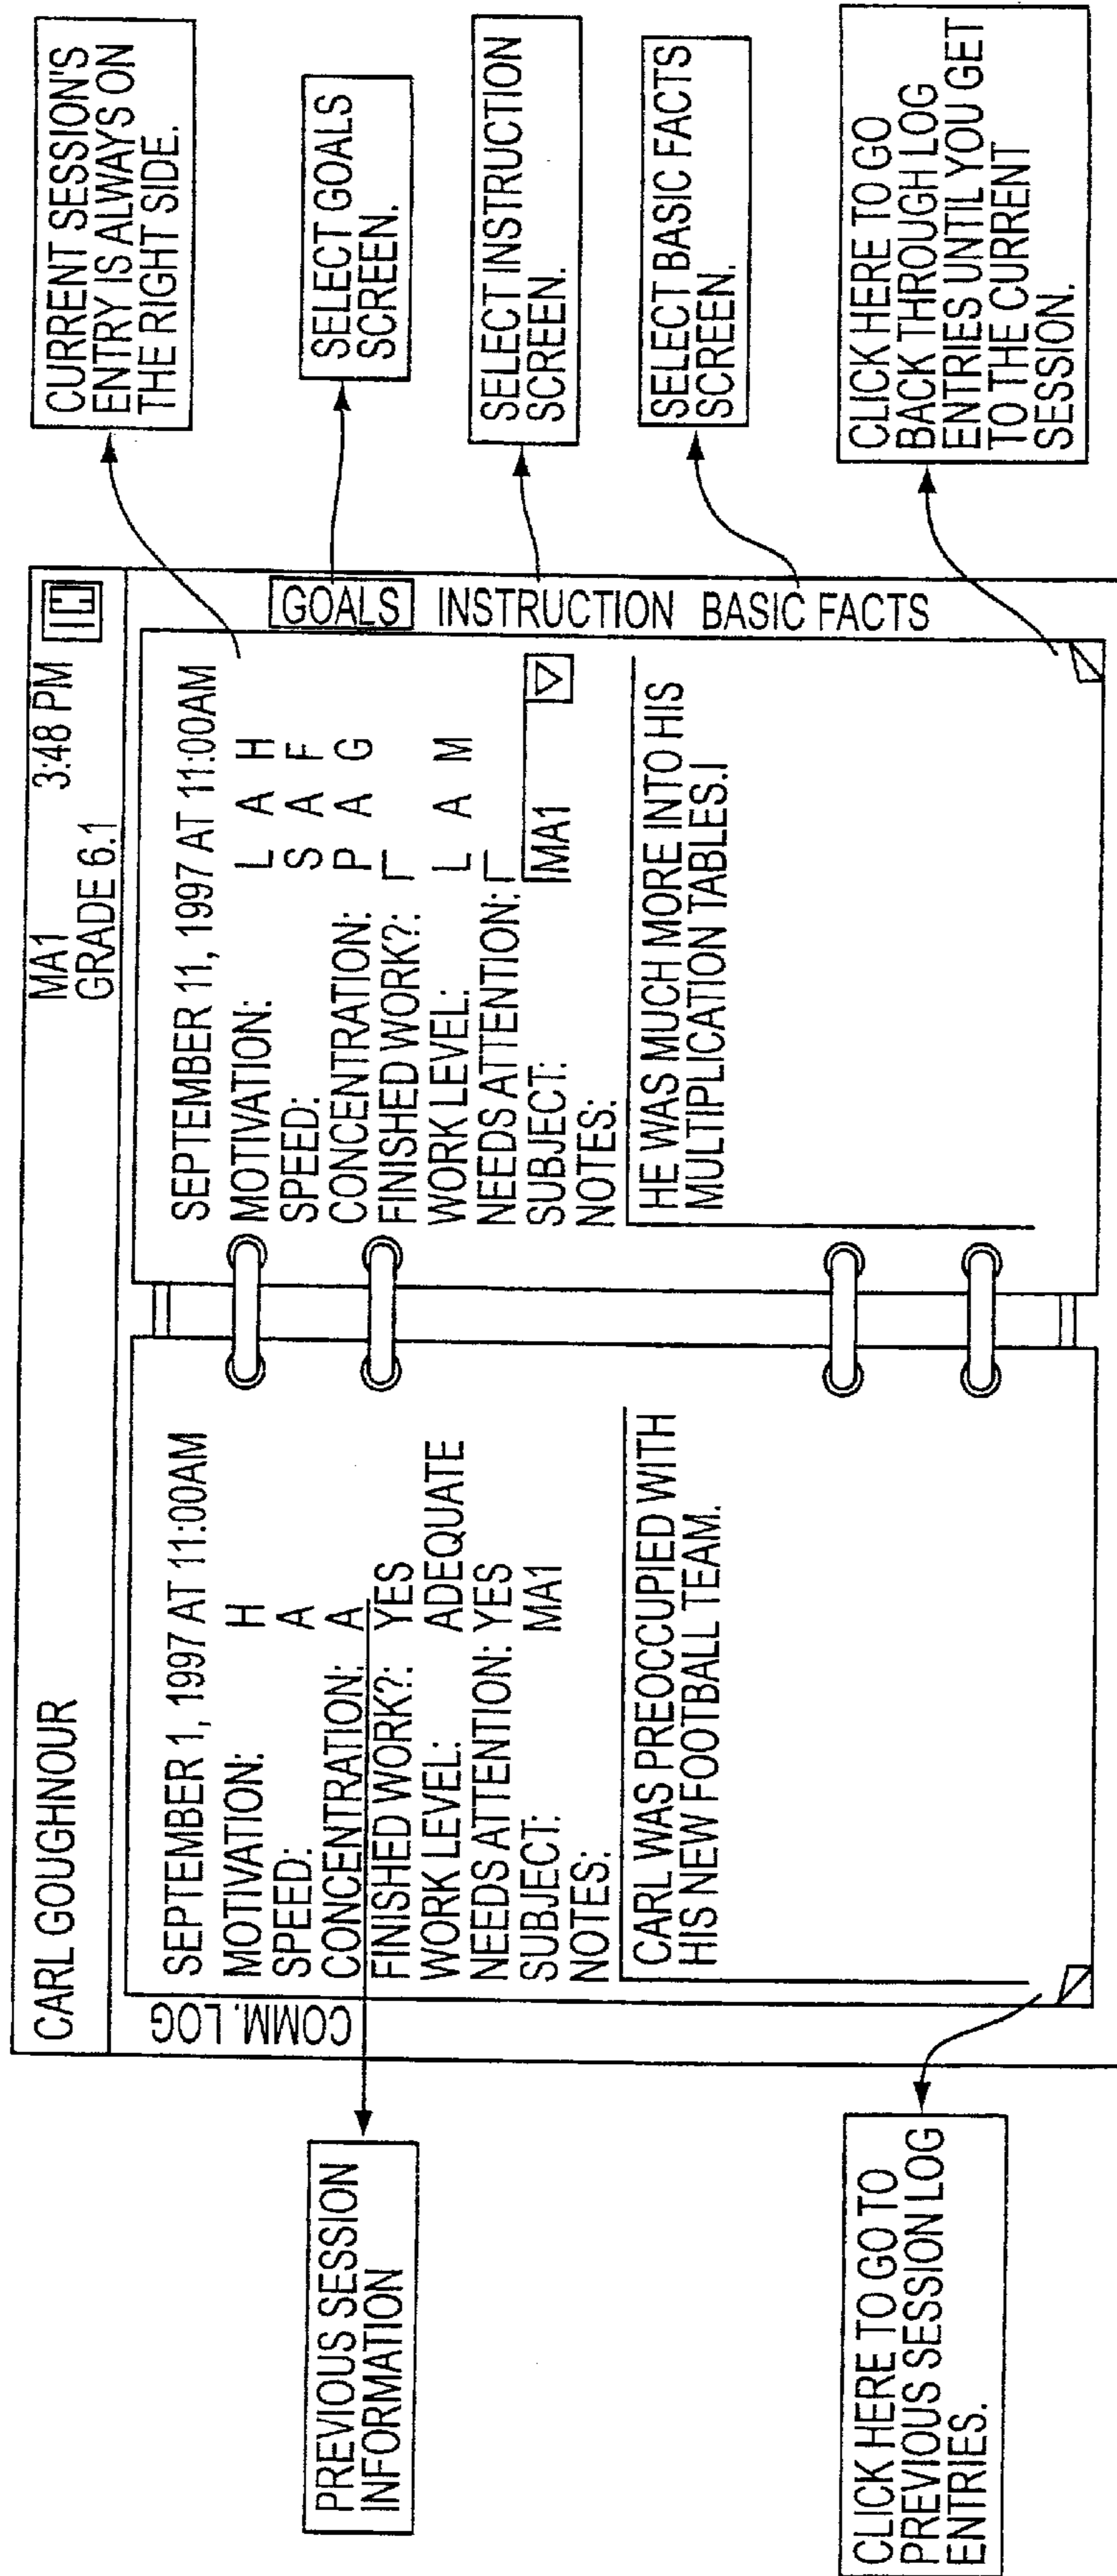 CARL GOUGHNOUR
MA1 3:48 PM
GRADE 6.1
COMM. LOG
SEPTEMBER 1, 1997 AT 11:00AM
MOTIVATION: H
SPEED: A
CONCENTRATION: A
FINISHED WORK?: YES
WORK LEVEL: ADEQUATE
NEEDS ATTENTION: YES
SUBJECT: MA1
NOTES:
CARL WAS PREOCCUPIED WITH
HIS NEW FOOTBALL TEAM.
SEPTEMBER 11, 1997 AT 11:00AM
MOTIVATION: L A H
SPEED: S A F
CONCENTRATION: P A G
FINISHED WORK?:
WORK LEVEL: L A M
NEEDS ATTENTION:
SUBJECT: MA1
NOTES:
HE WAS MUCH MORE INTO HIS
MULTIPLICATION TABLES.I
GOALS
INSTRUCTION
BASIC FACTS
PREVIOUS SESSION
INFORMATION
CLICK HERE TO GO TO
PREVIOUS SESSION LOG
ENTRIES.
CURRENT SESSION'S
ENTRY IS ALWAYS ON
THE RIGHT SIDE.
SELECT GOALS
SCREEN.
SELECT INSTRUCTION
SCREEN.
SELECT BASIC FACTS
SCREEN.
CLICK HERE TO GO
BACK THROUGH LOG
ENTRIES UNTIL YOU GET
TO THE CURRENT
SESSION.